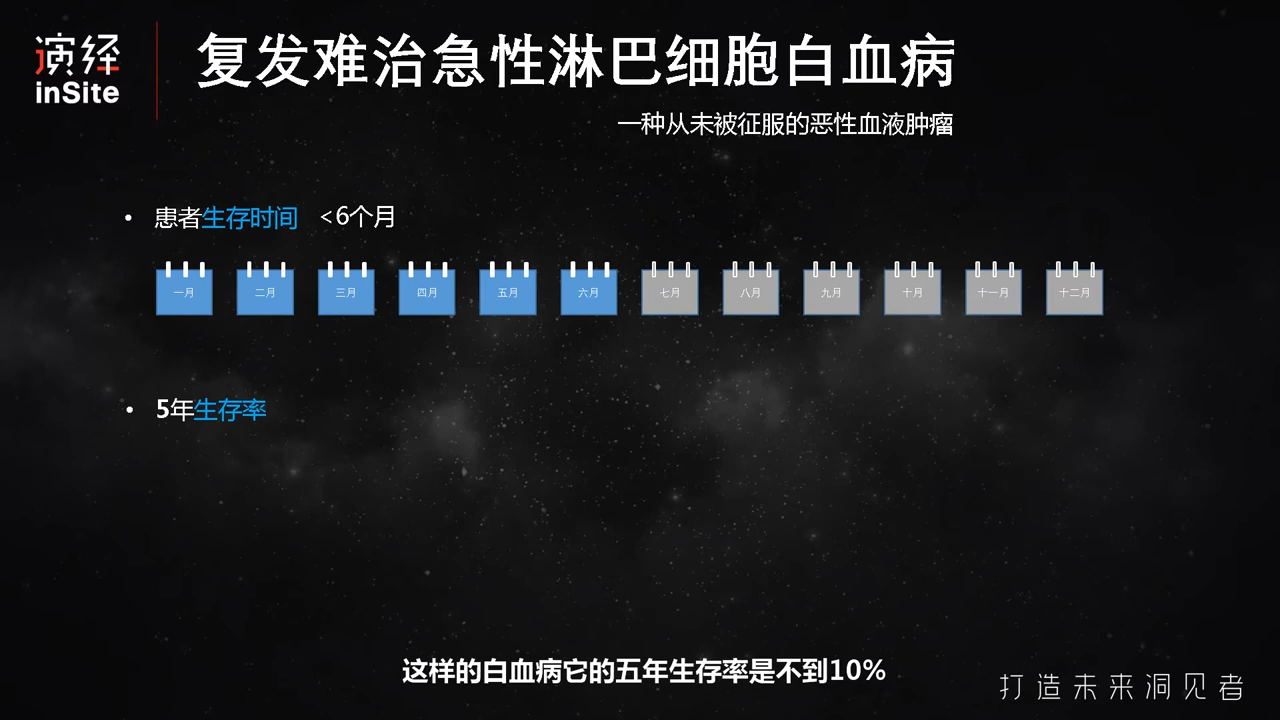 演经
inSite
复发难治急性淋巴细胞白血病
一种从未被征服的恶性血液肿瘤
• 患者生存时间 <6个月
一月 二月 三月 四月 五月 六月 七月 八月 九月 十月 十一月 十二月
• 5年生存率
这样的白血病它的五年生存率是不到10%
打造未来洞见者